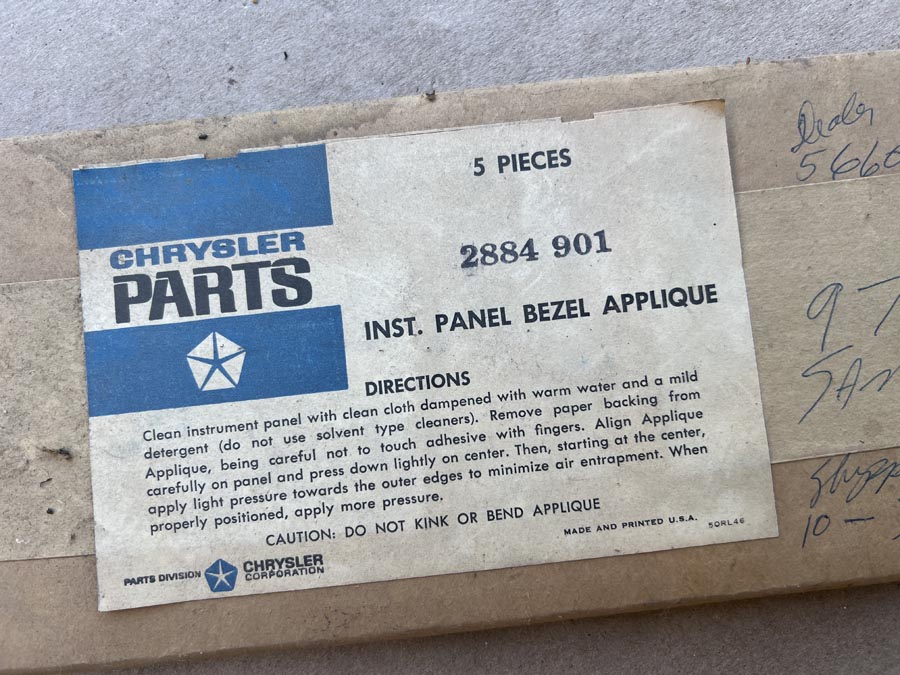 5 PIECES
CHRYSLER
PARTS
2884 901
INST. PANEL BEZEL APPLIQUE
DIRECTIONS
Clean instrument panel with clean cloth dampened with warm water and a mild
detergent (do not use solvent type cleaners). Remove paper backing from
Applique, being careful not to touch adhesive with fingers. Align Applique
carefully on panel and press down lightly on center. Then, starting at the center,
apply light pressure towards the outer edges to minimize air entrapment. When
properly positioned, apply more pressure.
CAUTION: DO NOT KINK OR BEND APPLIQUE
MADE AND PRINTED U.S.A.
5QRL46
PARTS DIVISION
CHRYSLER
CORPORATION
Dealer
5660
9 -
10 -